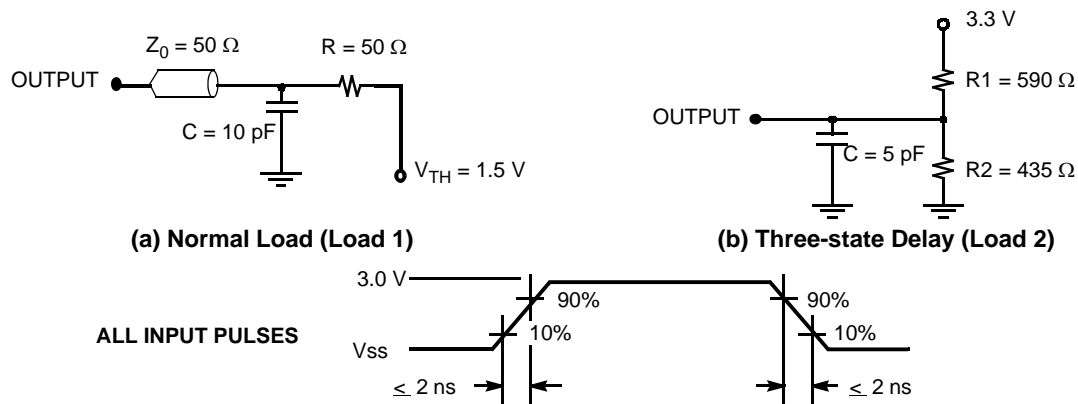 Z0 = 50 Ω
R = 50 Ω
OUTPUT
C = 10 pF
VTH = 1.5 V
(a) Normal Load (Load 1)
3.3 V
R1 = 590 Ω
OUTPUT
C = 5 pF
R2 = 435 Ω
(b) Three-state Delay (Load 2)
ALL INPUT PULSES
3.0 V
90%
10%
Vss
≤ 2 ns
90%
10%
≤ 2 ns